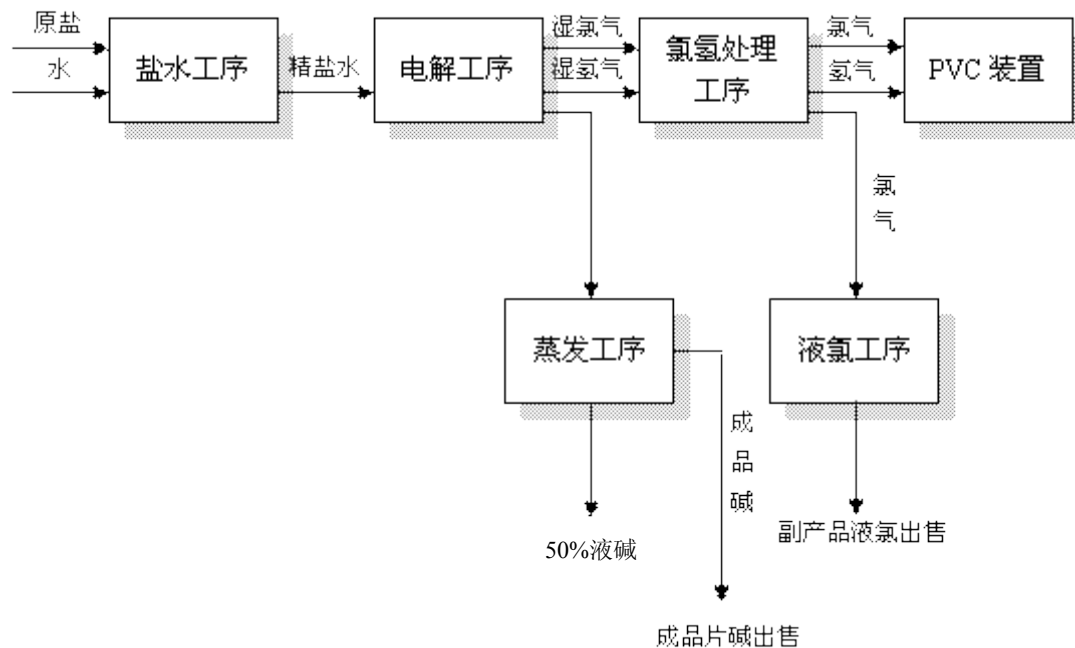 原盐
水
盐水工序
精盐水
电解工序
湿氯气
湿氢气
氯氢处理
工序
氯气
氢气
PVC 装置
氯
气
蒸发工序
液氯工序
成
品
碱
50%液碱
副产品液氯出售
成品片碱出售